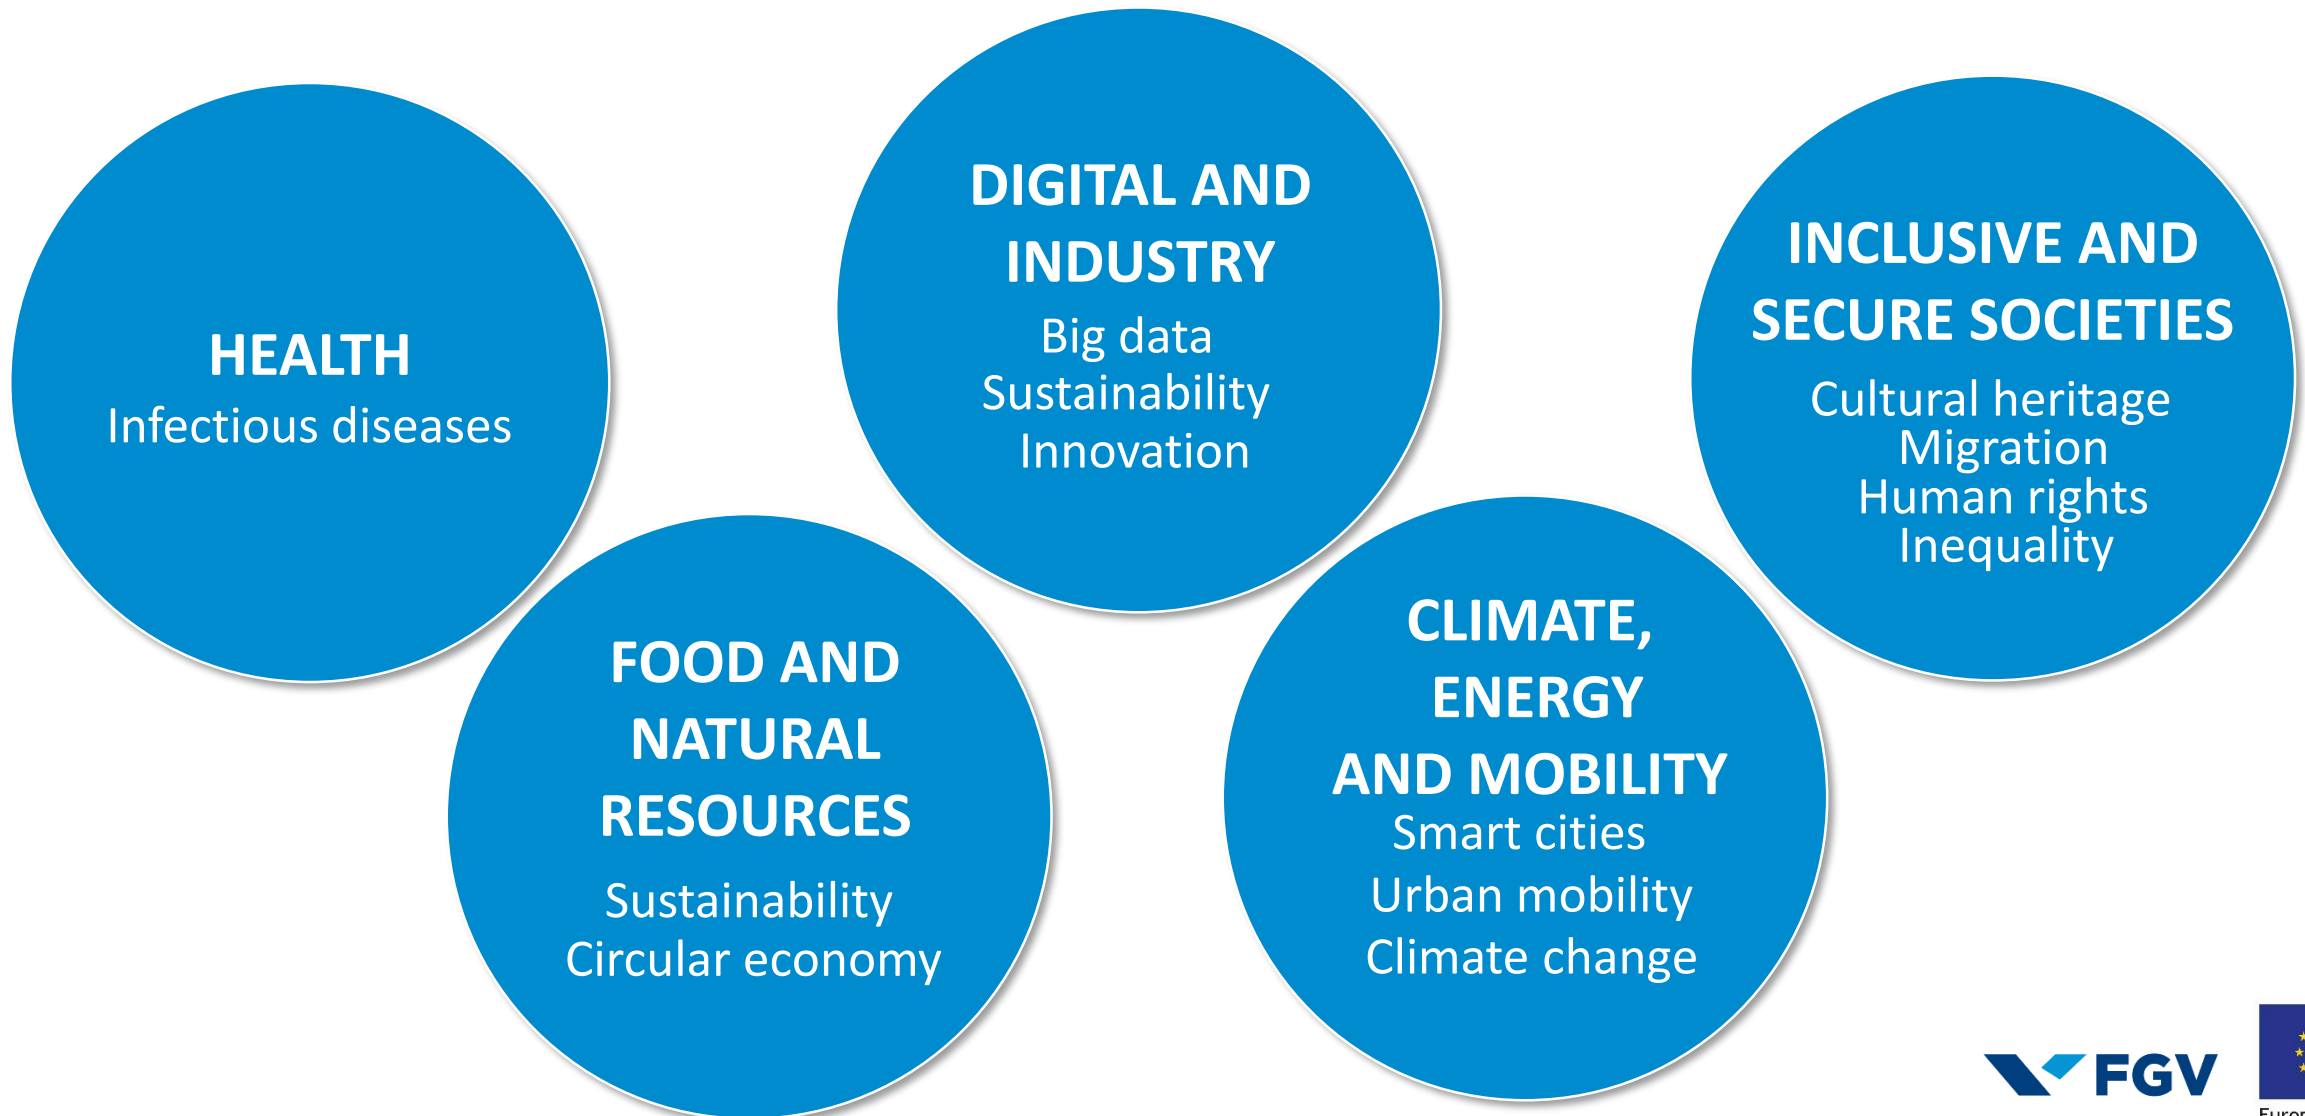 HEALTH
Infectious diseases
FOOD AND
NATURAL
RESOURCES
Sustainability
Circular economy
DIGITAL AND
INDUSTRY
Big data
Sustainability
Innovation
CLIMATE,
ENERGY
AND MOBILITY
Smart cities
Urban mobility
Climate change
INCLUSIVE AND
SECURE SOCIETIES
Cultural heritage
Migration
Human rights
Inequality
FGV